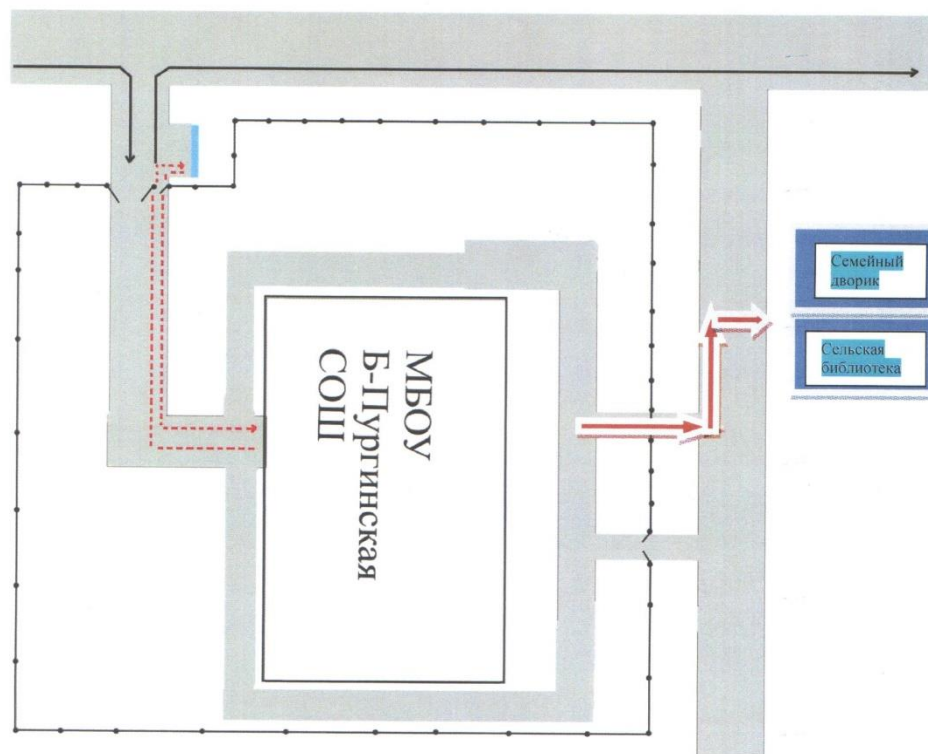 МБОУ
Б-Пургинская
СОШ
Семейный
дворик
Сельская
библиотека